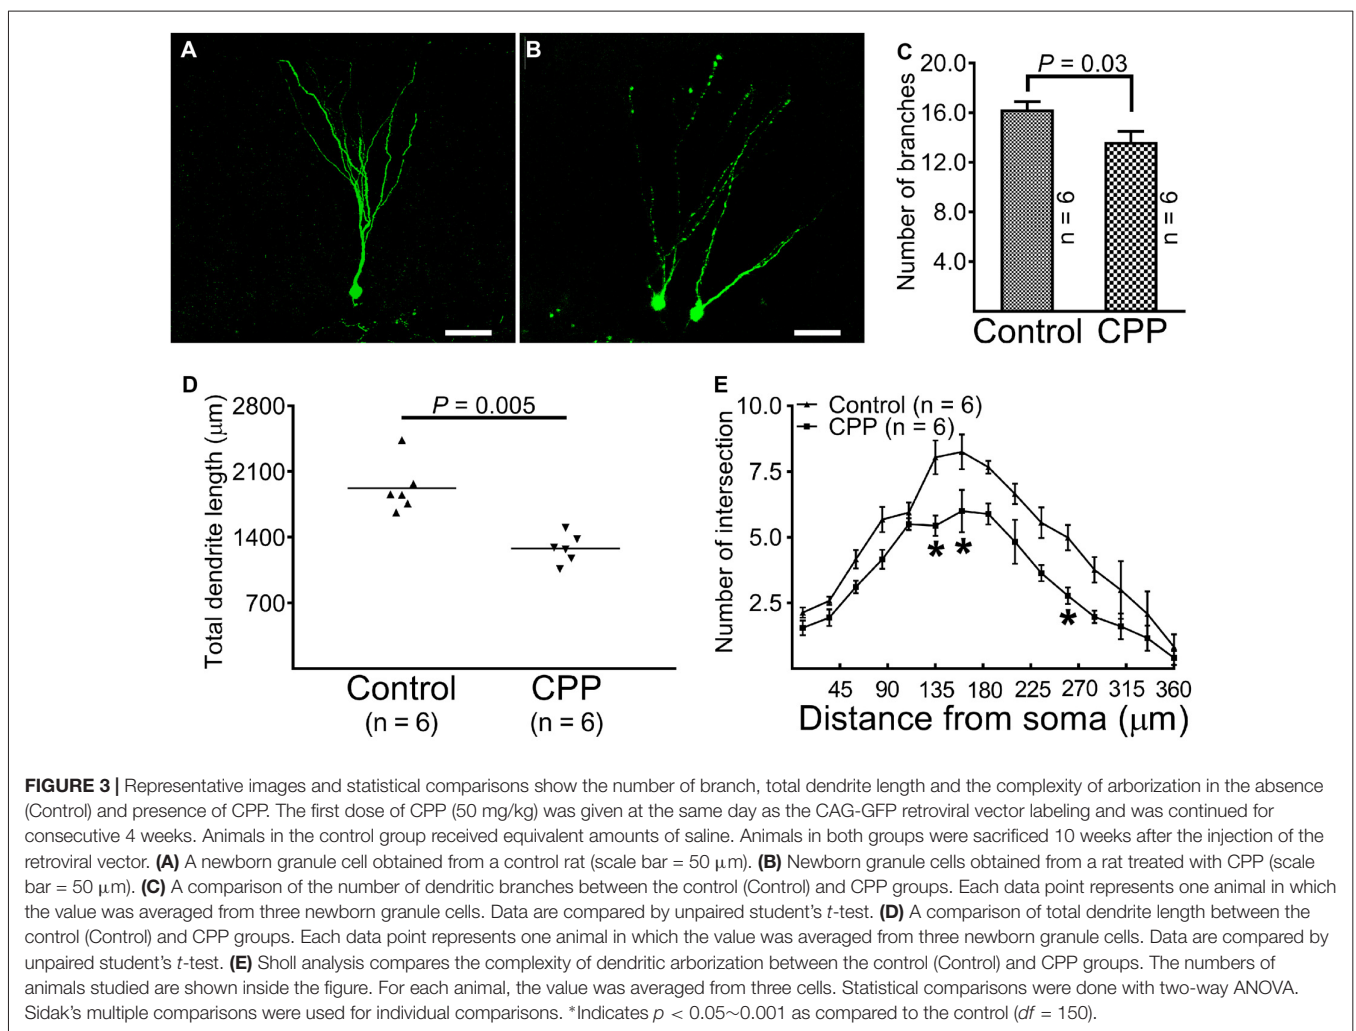 A
B
C
20.0
16.0
12.0
8.0
4.0
Number of branches
P = 0.03
n = 6
n = 6
Control CPP
D
2800
2100
1400
700
Total dendrite length (μm)
P = 0.005
Control
(n = 6)
CPP
(n = 6)
E
10.0
7.5
5.0
2.5
Number of intersection
Control (n = 6)
CPP (n = 6)
*
*
*
45 90 135 180 225 270 315 360
Distance from soma (μm)
FIGURE 3 | Representative images and statistical comparisons show the number of branch, total dendrite length and the complexity of arborization in the absence
(Control) and presence of CPP. The first dose of CPP (50 mg/kg) was given at the same day as the CAG-GFP retroviral vector labeling and was continued for
consecutive 4 weeks. Animals in the control group received equivalent amounts of saline. Animals in both groups were sacrificed 10 weeks after the injection of the
retroviral vector. (A) A newborn granule cell obtained from a control rat (scale bar = 50 μm). (B) Newborn granule cells obtained from a rat treated with CPP (scale
bar = 50 μm). (C) A comparison of the number of dendritic branches between the control (Control) and CPP groups. Each data point represents one animal in which
the value was averaged from three newborn granule cells. Data are compared by unpaired student's t-test. (D) A comparison of total dendrite length between the
control (Control) and CPP groups. Each data point represents one animal in which the value was averaged from three newborn granule cells. Data are compared by
unpaired student's t-test. (E) Sholl analysis compares the complexity of dendritic arborization between the control (Control) and CPP groups. The numbers of
animals studied are shown inside the figure. For each animal, the value was averaged from three cells. Statistical comparisons were done with two-way ANOVA.
Sidak's multiple comparisons were used for individual comparisons. *Indicates p < 0.05~0.001 as compared to the control (df = 150).